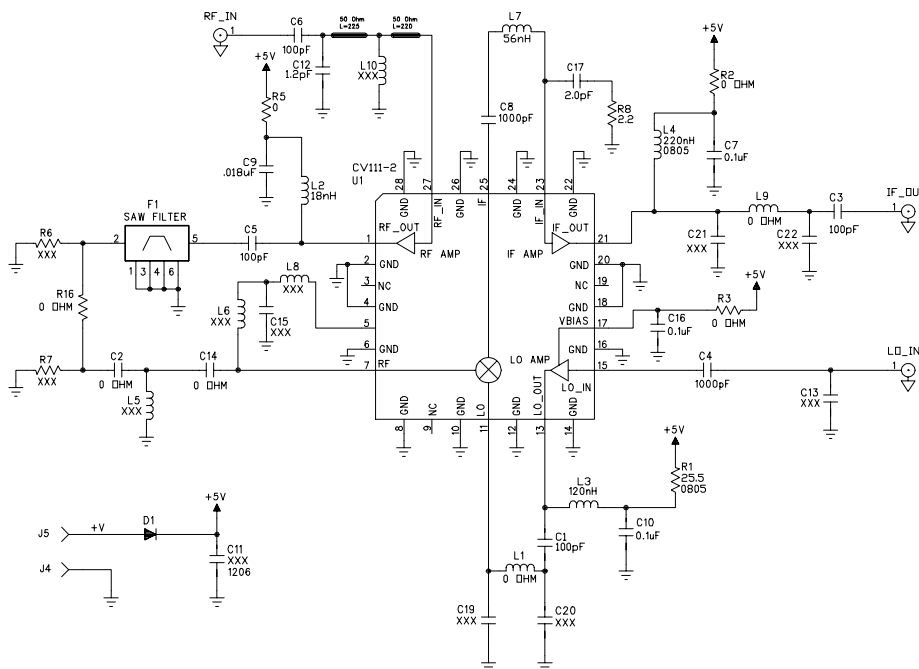 RF_IN
1
C6
100pF
50 Ohm
L=225
50 Ohm
L=220
C12
1.2pF
L10
XXX
+5V
R5
0
C9
.018uF
L2
18nH
L7
56nH
C8
1000pF
C17
2.0pF
R8
2.2
+5V
R2
0 OHM
L4
220nH
0805
C7
0.1uF
CV111-2
U1
28
27
26
25
24
23
22
GND
RF_IN
GND
IF
GND
IF_IN
GND
F1
SAW FILTER
2
5
1
3
4
6
C5
100pF
1
RF_OUT
RF AMP
2
GND
3
NC
4
GND
5
6
GND
7
RF
IF_OUT
IF AMP
21
20
GND
19
NC
18
GND
17
VBIAS
16
GND
15
LO AMP
LO_IN
L9
0 OHM
C3
100pF
1
IF_OU
C21
XXX
C22
XXX
+5V
R3
0 OHM
C16
0.1uF
C4
1000pF
LO_IN
1
C13
XXX
R6
XXX
R16
0 OHM
R7
XXX
C2
0 OHM
L5
XXX
C14
0 OHM
L6
XXX
C15
XXX
L8
XXX
GND
NC
GND
LO
GND
LO_OUT
GND
8
9
10
11
12
13
14
+5V
R1
25.5
0805
L3
120nH
C10
0.1uF
C1
100pF
L1
0 OHM
C19
XXX
C20
XXX
J5
+V
D1
+5V
C11
XXX
1206
J4